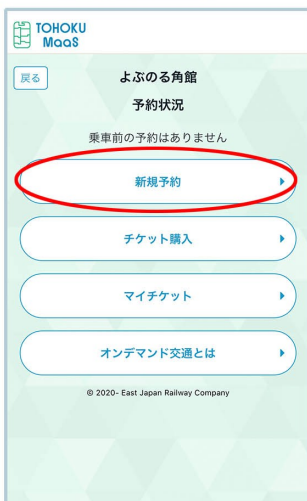 TOHOKU
MaaS
戻る
よぶのる角館
予約状況
乗車前の予約はありません
新規予約
チケット購入
マイチケット
オンデマンド交通とは
© 2020- East Japan Railway Company